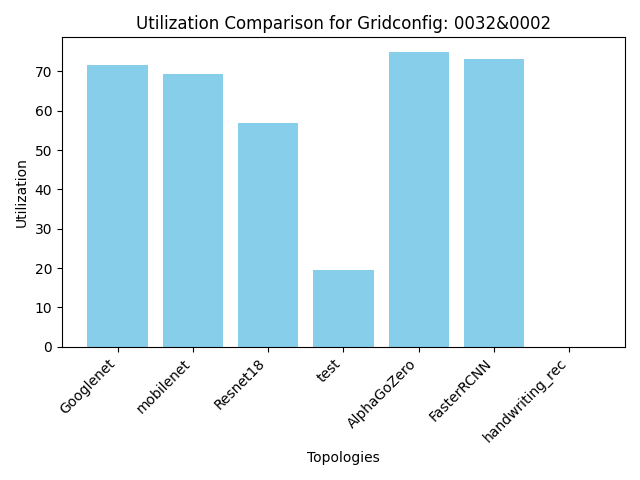 Utilization Comparison for Gridconfig: 0032&0002
70
60
50
40
30
20
10
0
Utilization
Googlenet
mobilenet
Resnet18
test
AlphaGoZero
FasterRCNN
handwriting_rec
Topologies